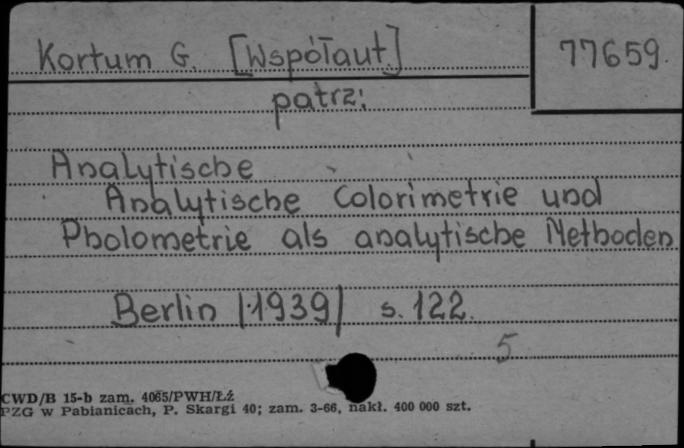 Kortum G. [Współaut.] 77659.
patrz:
Analytische
Analytische Colorimetrie und
Pholometrie als analytische Methoden
Berlin /1939/ s. 122.
5
CWD/B 15-b zam. 4065/PWH/Łź
PZG w Pabianicach, P. Skargi 40; zam. 3-66, nakł. 400 000 szt.